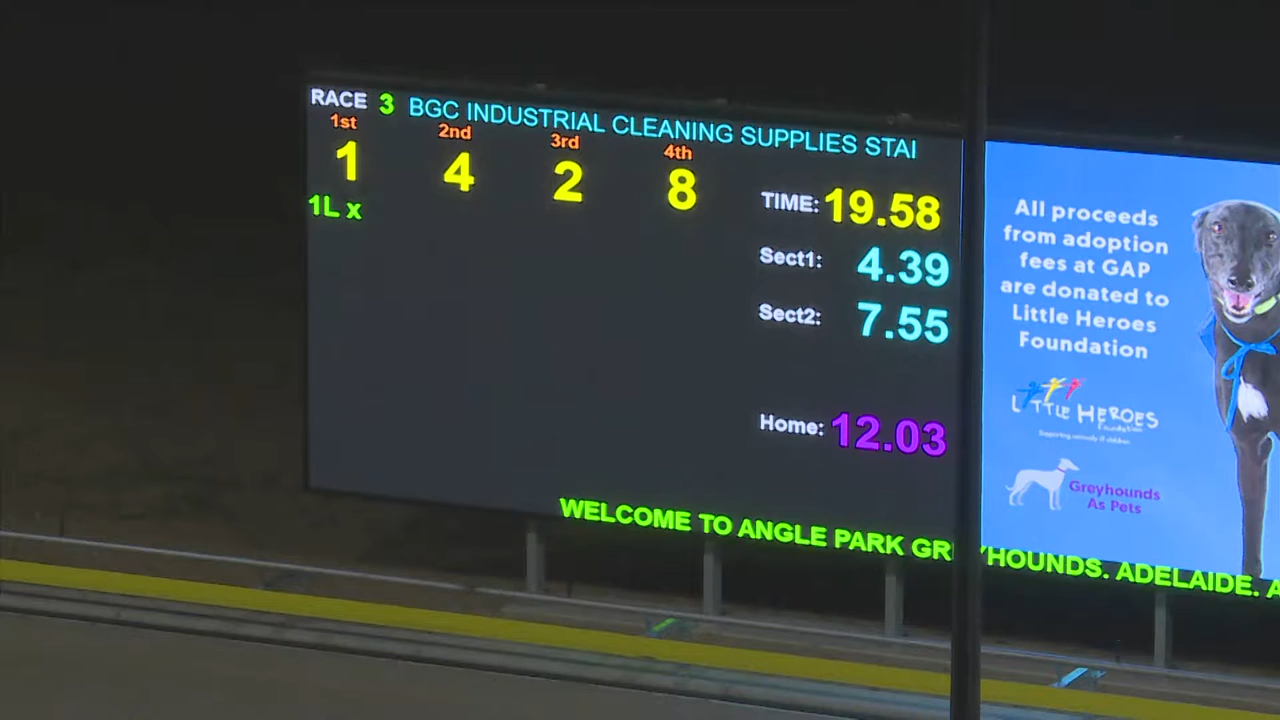 RACE 3 BGC INDUSTRIAL CLEANING SUPPLIES STAI
1st 2nd 3rd 4th
1 4 2 8
1L x
TIME: 19.58
Sect1: 4.39
Sect2: 7.55
Home: 12.03
WELCOME TO ANGLE PARK GR YHOUNDS. ADELAIDE. A
All proceeds
from adoption
fees at GAP
are donated to
Little Heroes
Foundation
LITTLE HEROES
Foundation
Greyhounds
As Pets